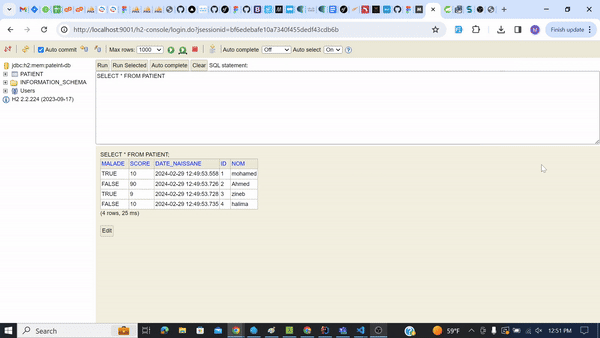 http://localhost:9001/h2-console/login.do?jsessionid=bf6edebafe10a7340f455dedf43cdb6b
Finish update
Auto commit Max rows: 1000 Auto complete Off Auto select On
jdbc:h2:mem:pateint-db
PATIENT
INFORMATION_SCHEMA
Users
H2 2.2.224 (2023-09-17)
Run Run Selected Auto complete Clear SQL statement:
SELECT * FROM PATIENT
SELECT * FROM PATIENT;
MALADE SCORE DATE_NAISSANE ID NOM
TRUE 10 2024-02-29 12:49:53.558 1 mohamed
FALSE 90 2024-02-29 12:49:53.726 2 Ahmed
TRUE 9 2024-02-29 12:49:53.728 3 zineb
FALSE 10 2024-02-29 12:49:53.735 4 halima
(4 rows, 25 ms)
Edit
Search
59°F
12:51 PM